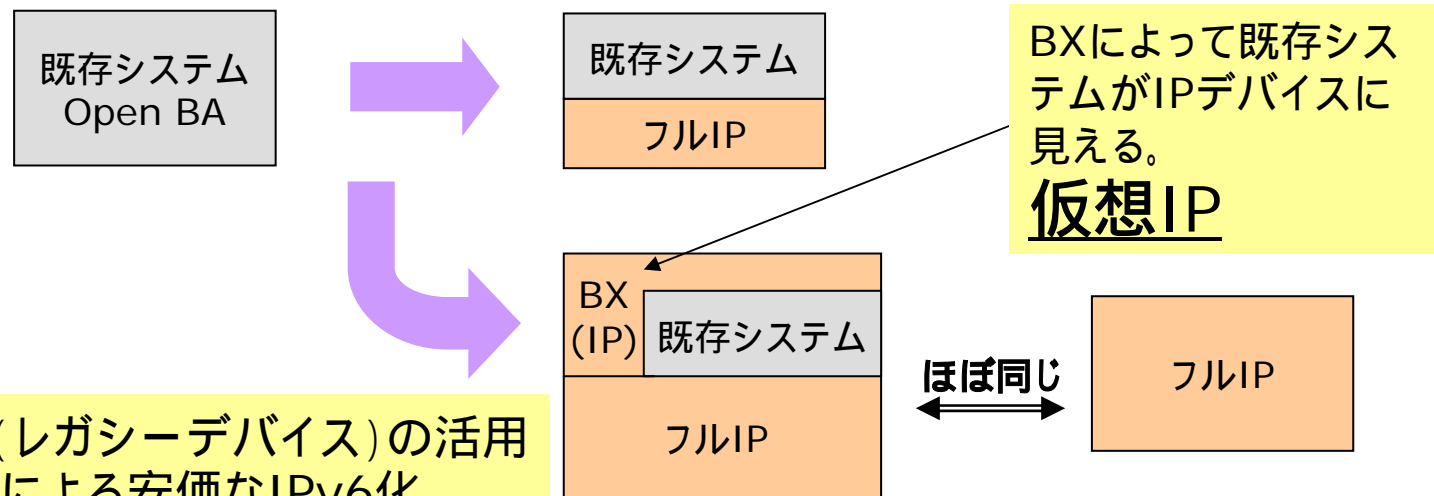 既存システム
Open BA
既存システム
フルIP
BXによって既存シス
テムがIPデバイスに
見える。
仮想IP
BX
(IP)
既存システム
フルIP
ほぼ同じ
フルIP
(レガシーデバイス)の活用
による安価なIPv6化